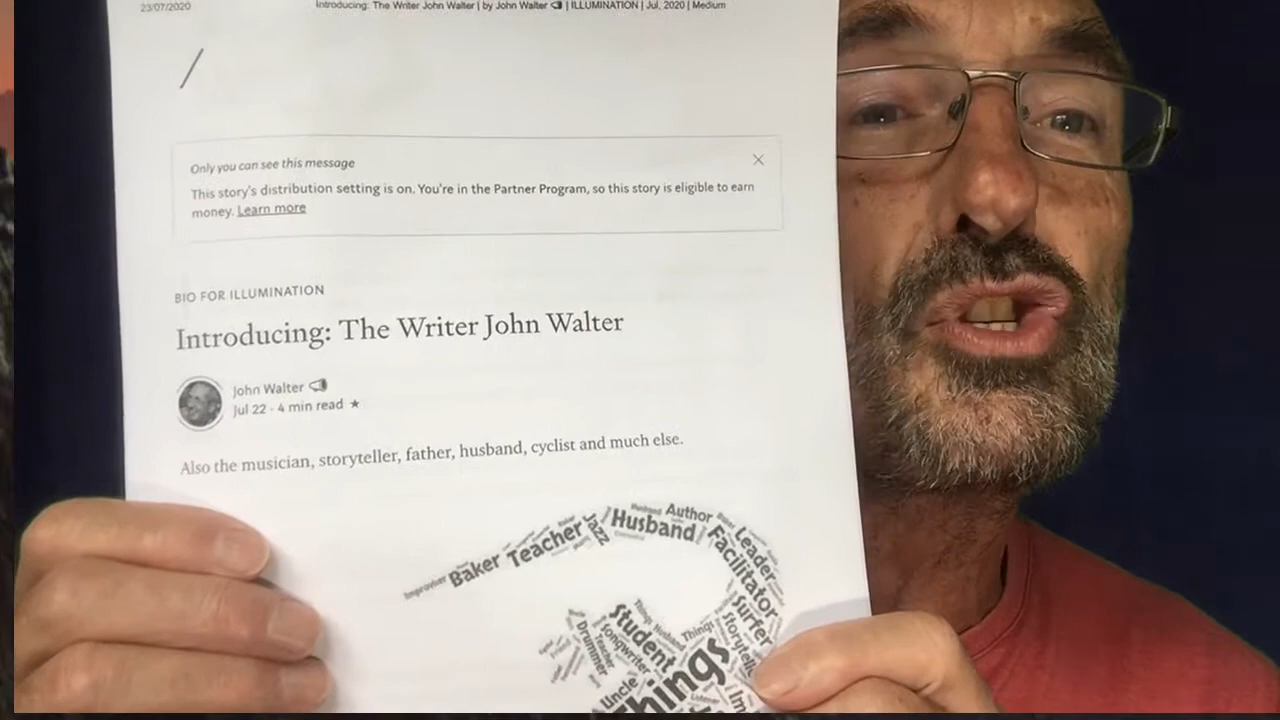 23/07/2020
Introducing: The Writer John Walter | by John Walter | ILLUMINATION | Jul, 2020 | Medium
/
Only you can see this message
This story's distribution setting is on. You're in the Partner Program, so this story is eligible to earn
money. Learn more
BIO FOR ILLUMINATION
Introducing: The Writer John Walter
John Walter
Jul 22 · 4 min read ★
Also the musician, storyteller, father, husband, cyclist and much else.
Improviser
Baker
Teacher
Jazz
Husband
Author
Leader
Facilitator
Surfer
Student
Things
Husband
Things
Songwriter
Teacher
Drummer
Uncle
Things